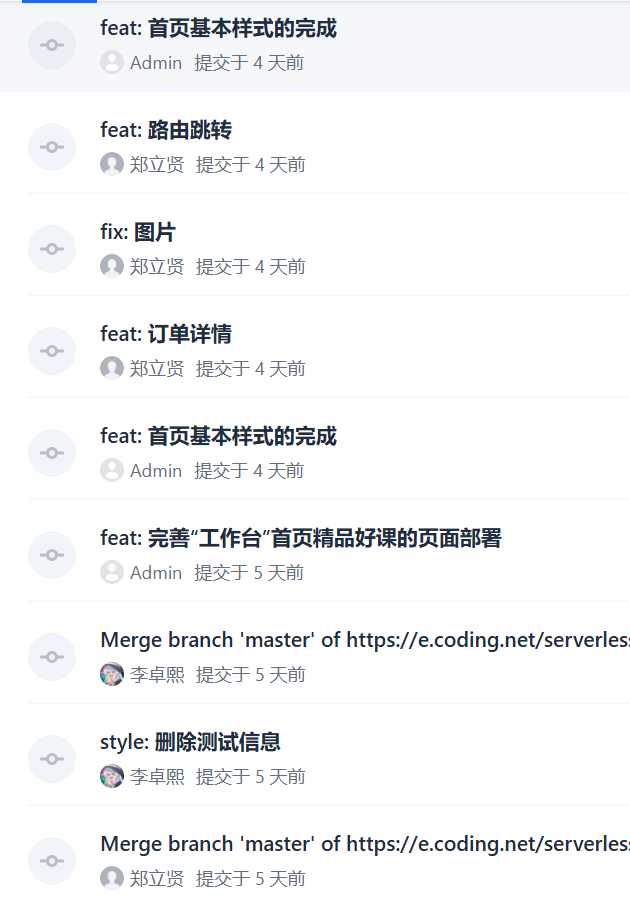 feat: 首页基本样式的完成
Admin 提交于 4 天前
feat: 路由跳转
郑立贤 提交于 4 天前
fix: 图片
郑立贤 提交于 4 天前
feat: 订单详情
郑立贤 提交于 4 天前
feat: 首页基本样式的完成
Admin 提交于 4 天前
feat: 完善“工作台”首页精品好课的页面部署
Admin 提交于 5 天前
Merge branch 'master' of https://e.coding.net/serverles
李卓熙 提交于 5 天前
style: 删除测试信息
李卓熙 提交于 5 天前
Merge branch 'master' of https://e.coding.net/serverles
郑立贤 提交于 5 天前